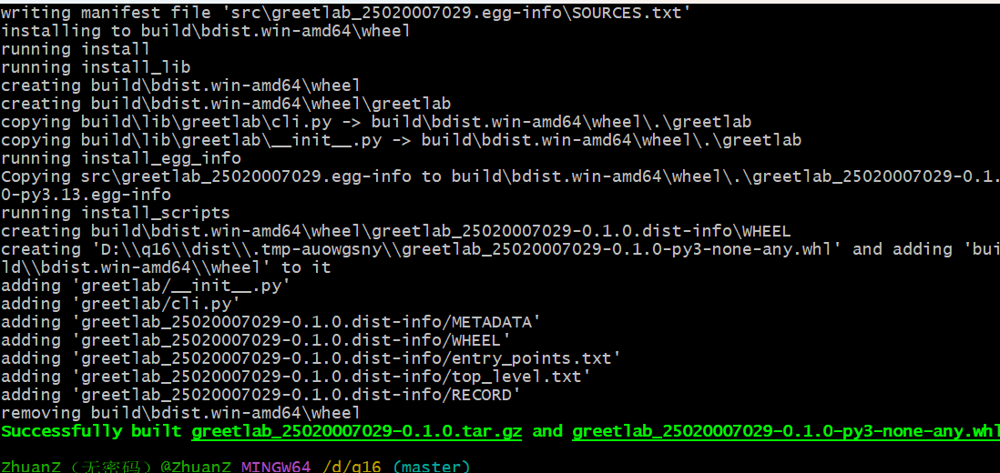 writing manifest file 'src\greetlab_25020007029.egg-info\SOURCES.txt'
installing to build\bdist.win-amd64\wheel
running install
running install_lib
creating build\bdist.win-amd64\wheel
creating build\bdist.win-amd64\wheel\greetlab
copying build\lib\greetlab\cli.py -> build\bdist.win-amd64\wheel\.\greetlab
copying build\lib\greetlab\__init__.py -> build\bdist.win-amd64\wheel\.\greetlab
running install_egg_info
Copying src\greetlab_25020007029.egg-info to build\bdist.win-amd64\wheel\.\greetlab_25020007029-0.1.
0-py3.13.egg-info
running install_scripts
creating build\bdist.win-amd64\wheel\greetlab_25020007029-0.1.0.dist-info\WHEEL
creating 'D:\\q16\\dist\\.tmp-auowgsny\\greetlab_25020007029-0.1.0-py3-none-any.whl' and adding 'bui
ld\\bdist.win-amd64\\wheel' to it
adding 'greetlab/__init__.py'
adding 'greetlab/cli.py'
adding 'greetlab_25020007029-0.1.0.dist-info/METADATA'
adding 'greetlab_25020007029-0.1.0.dist-info/WHEEL'
adding 'greetlab_25020007029-0.1.0.dist-info/entry_points.txt'
adding 'greetlab_25020007029-0.1.0.dist-info/top_level.txt'
adding 'greetlab_25020007029-0.1.0.dist-info/RECORD'
removing build\bdist.win-amd64\wheel
Successfully built greetlab_25020007029-0.1.0.tar.gz and greetlab_25020007029-0.1.0-py3-none-any.whl
ZhuanZ（无密码）@ZhuanZ MINGW64 /d/q16 (master)